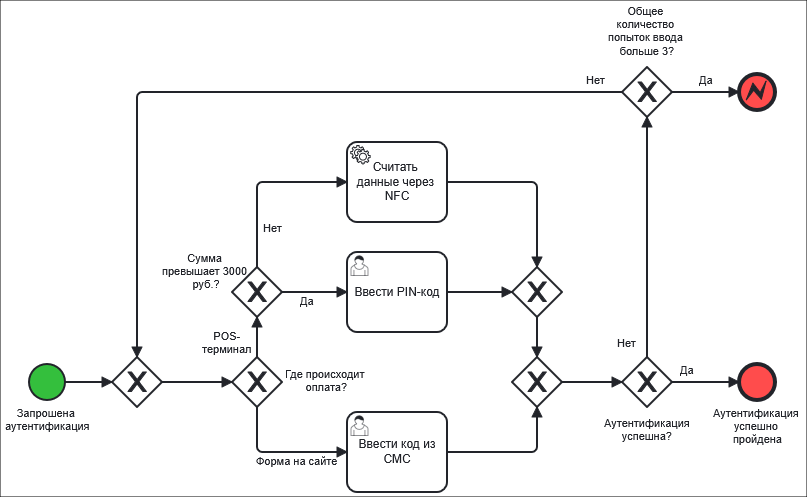 Общее
количество
попыток ввода
больше 3?
Нет
Да
Считать
данные через
NFC
Нет
Сумма
превышает 3000
руб.?
Ввести PIN-код
Да
POS-
терминал
Где происходит
оплата?
Нет
Да
Запрошена
аутентификация
Аутентификация
успешна?
Аутентификация
успешно
пройдена
Ввести код из
СМС
Форма на сайте